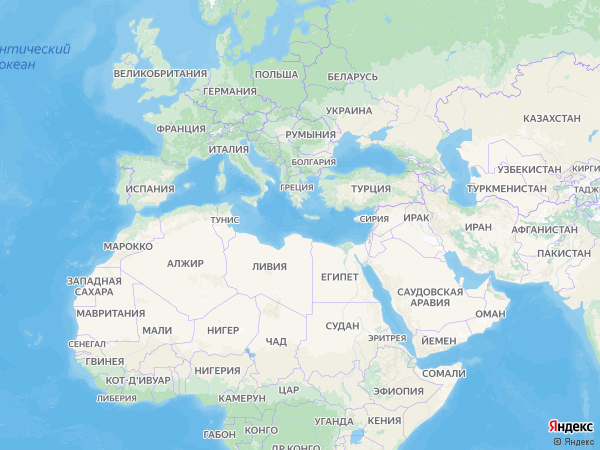 нтический
океан
ВЕЛИКОБРИТАНИЯ
ПОЛЬША
БЕЛАРУСЬ
ГЕРМАНИЯ
УКРАИНА
КАЗАХСТАН
ФРАНЦИЯ
РУМЫНИЯ
ИТАЛИЯ
БОЛГАРИЯ
УЗБЕКИСТАН
КИРГИ
ИСПАНИЯ
ГРЕЦИЯ
ТУРЦИЯ
ТУРКМЕНИСТАН
ТАДЖ
ТУНИС
СИРИЯ
ИРАК
ИРАН
АФГАНИСТАН
МАРОККО
ПАКИСТАН
АЛЖИР
ЛИВИЯ
ЕГИПЕТ
ЗАПАДНАЯ
САХАРА
САУДОВСКАЯ
АРАВИЯ
МАВРИТАНИЯ
ОМАН
МАЛИ
НИГЕР
СУДАН
ЧАД
ЭРИТРЕЯ
ЙЕМЕН
СЕНЕГАЛ
ГВИНЕЯ
НИГЕРИЯ
СОМАЛИ
КОТ-Д'ИВУАР
ЦАР
ЭФИОПИЯ
ЛИБЕРИЯ
КАМЕРУН
УГАНДА
КЕНИЯ
ГАБОН
КОНГО
ДР КОНГО
Яндекс
© Яндекс